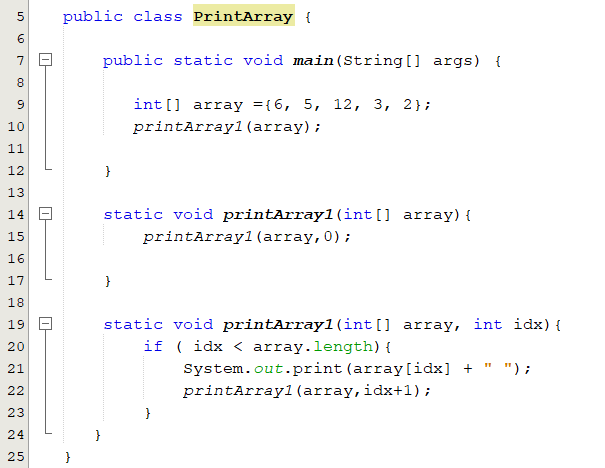 5 public class PrintArray {
6
7 public static void main(String[] args) {
8
9 int[] array ={6, 5, 12, 3, 2};
10 printArray1(array);
11
12 }
13
14 static void printArray1(int[] array){
15 printArray1(array,0);
16
17 }
18
19 static void printArray1(int[] array, int idx){
20 if ( idx < array.length){
21 System.out.print(array[idx] + " ");
22 printArray1(array,idx+1);
23 }
24 }
25 }